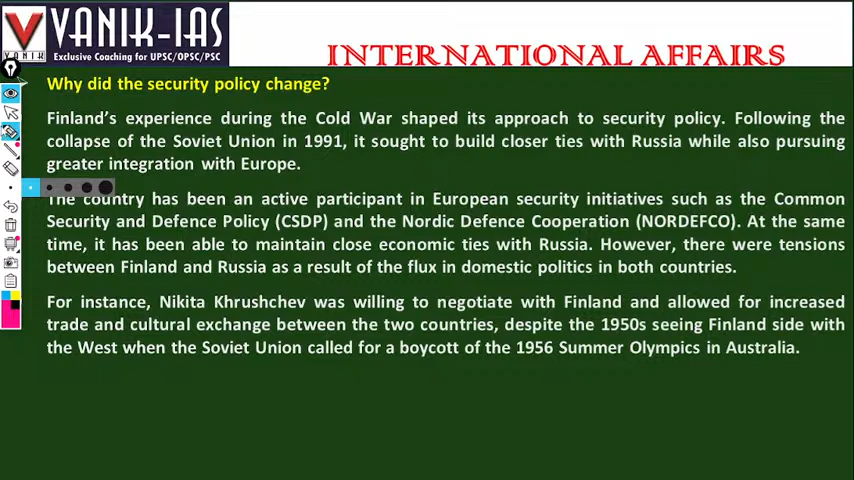 VANIK-IAS
Exclusive Coaching for UPSC/OPSC/PSC
VANIK
INTERNATIONAL AFFAIRS
Why did the security policy change?
Finland's experience during the Cold War shaped its approach to security policy. Following the
collapse of the Soviet Union in 1991, it sought to build closer ties with Russia while also pursuing
greater integration with Europe.
The country has been an active participant in European security initiatives such as the Common
Security and Defence Policy (CSDP) and the Nordic Defence Cooperation (NORDEFCO). At the same
time, it has been able to maintain close economic ties with Russia. However, there were tensions
between Finland and Russia as a result of the flux in domestic politics in both countries.
For instance, Nikita Khrushchev was willing to negotiate with Finland and allowed for increased
trade and cultural exchange between the two countries, despite the 1950s seeing Finland side with
the West when the Soviet Union called for a boycott of the 1956 Summer Olympics in Australia.